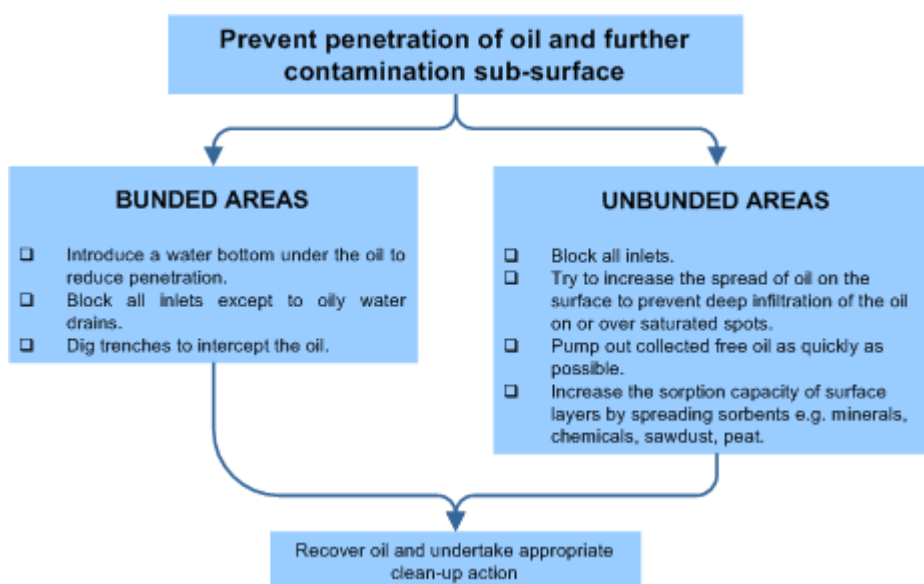 Prevent penetration of oil and further
contamination sub-surface
BUNDED AREAS
❑ Introduce a water bottom under the oil to
reduce penetration.
❑ Block all inlets except to oily water
drains.
❑ Dig trenches to intercept the oil.
UNBUNDED AREAS
❑ Block all inlets.
❑ Try to increase the spread of oil on the
surface to prevent deep infiltration of the oil
on or over saturated spots.
❑ Pump out collected free oil as quickly as
possible.
❑ Increase the sorption capacity of surface
layers by spreading sorbents e.g. minerals,
chemicals, sawdust, peat.
Recover oil and undertake appropriate
clean-up action